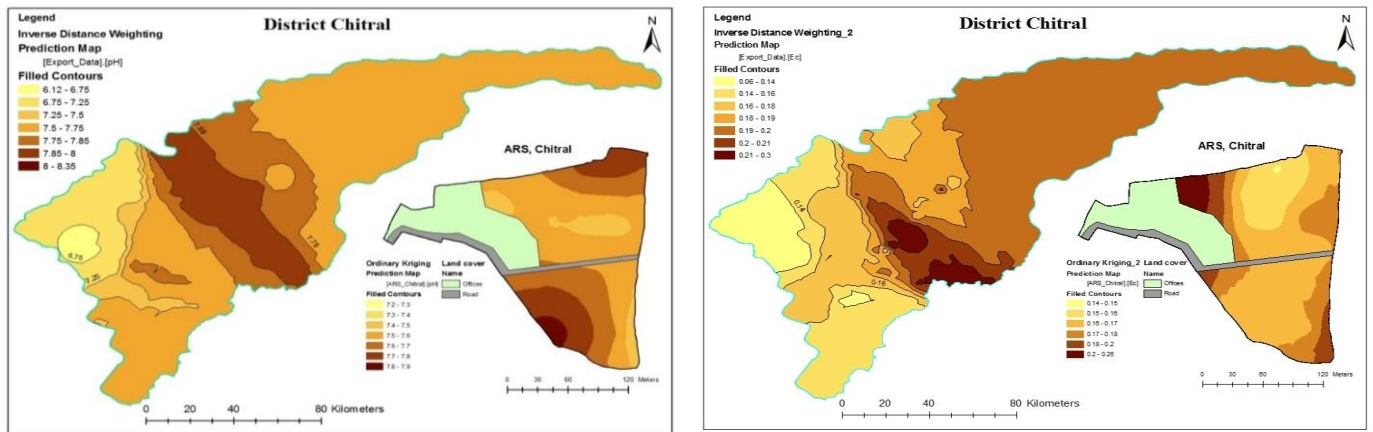 Legend
District Chitral
N
Inverse Distance Weighting
Prediction Map
[Export_Data].[pH]
Filled Contours
6.12 - 6.75
6.75 - 7.25
7.25 - 7.5
7.5 - 7.75
7.75 - 7.85
7.85 - 8
8 - 8.35
7.85
ARS, Chitral
6.75
7.75
Ordinary Kriging
Prediction Map
[ARS_Chitral].[pH]
Filled Contours
7.2 - 7.3
7.3 - 7.4
7.4 - 7.5
7.5 - 7.6
7.6 - 7.7
7.7 - 7.8
7.8 - 7.9
Land cover
Name
Offices
Road
0 30 60 120 Meters
0 20 40 80 Kilometers
Legend
District Chitral
N
Inverse Distance Weighting_2
Prediction Map
[Export_Data].[Ec]
Filled Contours
0.06 - 0.14
0.14 - 0.16
0.16 - 0.18
0.18 - 0.19
0.19 - 0.2
0.2 - 0.21
0.21 - 0.3
ARS, Chitral
0.14
0.16
Ordinary Kriging_2
Prediction Map
[ARS_Chitral].[Ec]
Filled Contours
0.14 - 0.15
0.15 - 0.16
0.16 - 0.17
0.17 - 0.18
0.18 - 0.2
0.2 - 0.26
Land cover
Name
Offices
Road
0 30 60 120 Meters
0 20 40 80 Kilometers